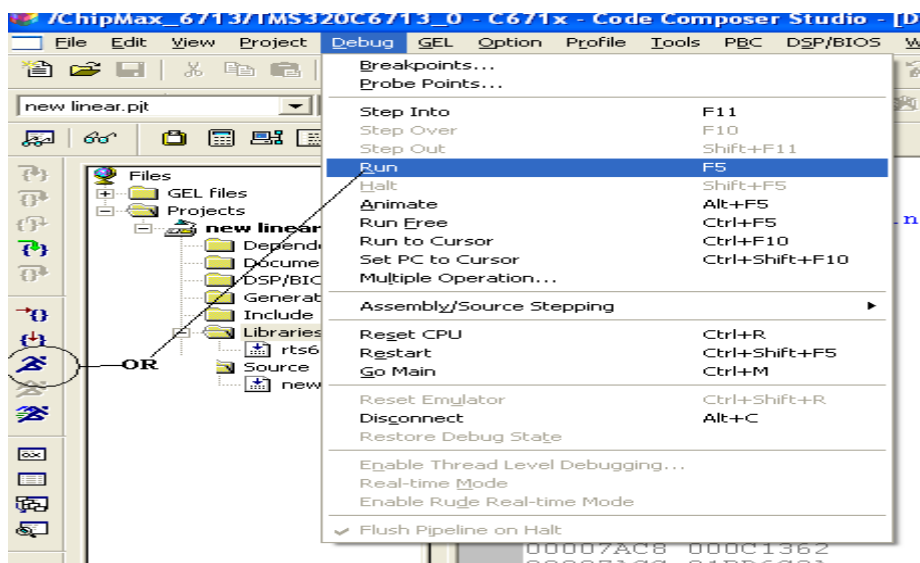 /ChipMax_6713/TMS320C6713_0 - C671x - Code Composer Studio - [D
File Edit View Project Debug GEL Option Profile Tools PBC DSP/BIOS W
new linear.pjt
Breakpoints...
Probe Points...
Step Into F11
Step Over F10
Step Out Shift+F11
Run F5
Halt Shift+F5
Animate Alt+F5
Run Free Ctrl+F5
Run to Cursor Ctrl+F10
Set PC to Cursor Ctrl+Shift+F10
Multiple Operation...
Assembly/Source Stepping
Reset CPU Ctrl+R
Restart Ctrl+Shift+F5
Go Main Ctrl+M
Reset Emulator Ctrl+Shift+R
Disconnect Alt+C
Restore Debug State
Enable Thread Level Debugging...
Real-time Mode
Enable Rude Real-time Mode
Flush Pipeline on Halt
Files
GEL files
Projects
new linear
Depende
Docume
DSP/BIO
Generat
Include
Libraries
rts6
Source
new
OR
.n
00007AC8 000C1362